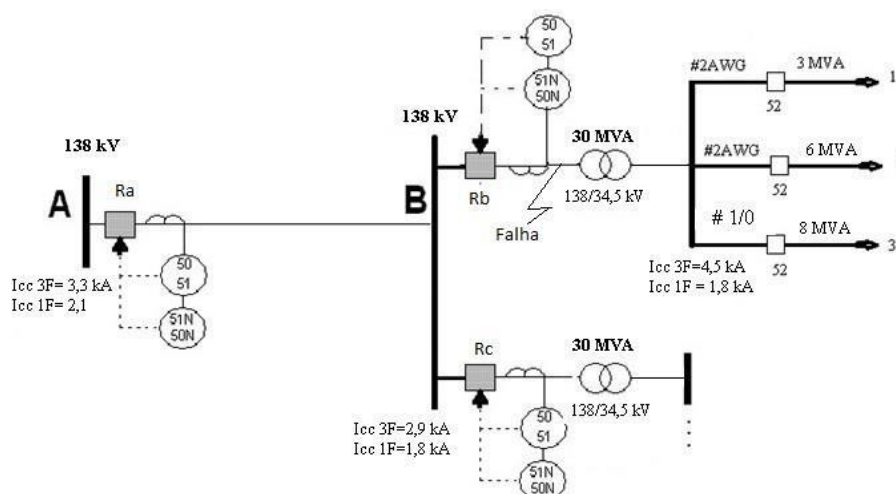 138 kV
A
Ra
50
51
51N
50N
Icc 3F= 3,3 kA
Icc 1F= 2,1
138 kV
B
50
51
51N
50N
Rb
Falha
30 MVA
138/34,5 kV
#2AWG
52
3 MVA
1
#2AWG
52
6 MVA
# 1/0
52
8 MVA
3
Icc 3F=4,5 kA
Icc 1F = 1,8 kA
Rc
30 MVA
138/34,5 kV
50
51
51N
50N
Icc 3F=2,9 kA
Icc 1F=1,8 kA